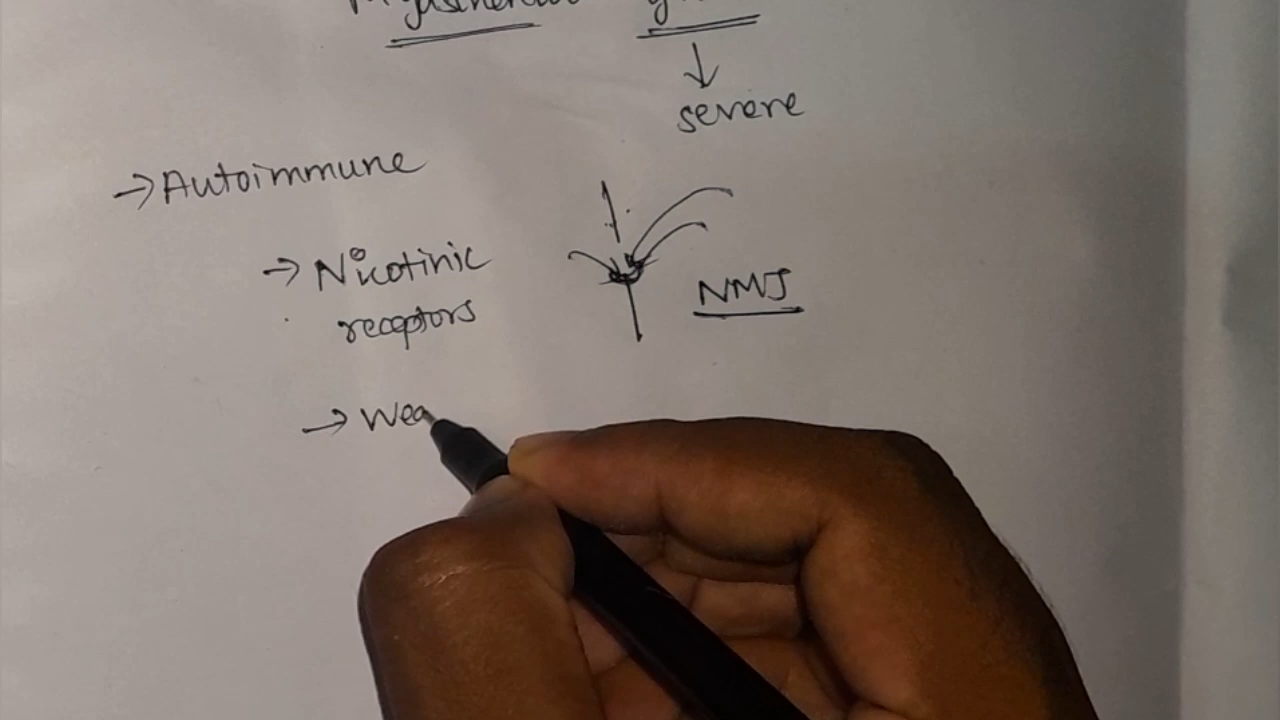 severe
→ Autoimmune
→ Nicotinic
receptors
NMJ
→ Wea